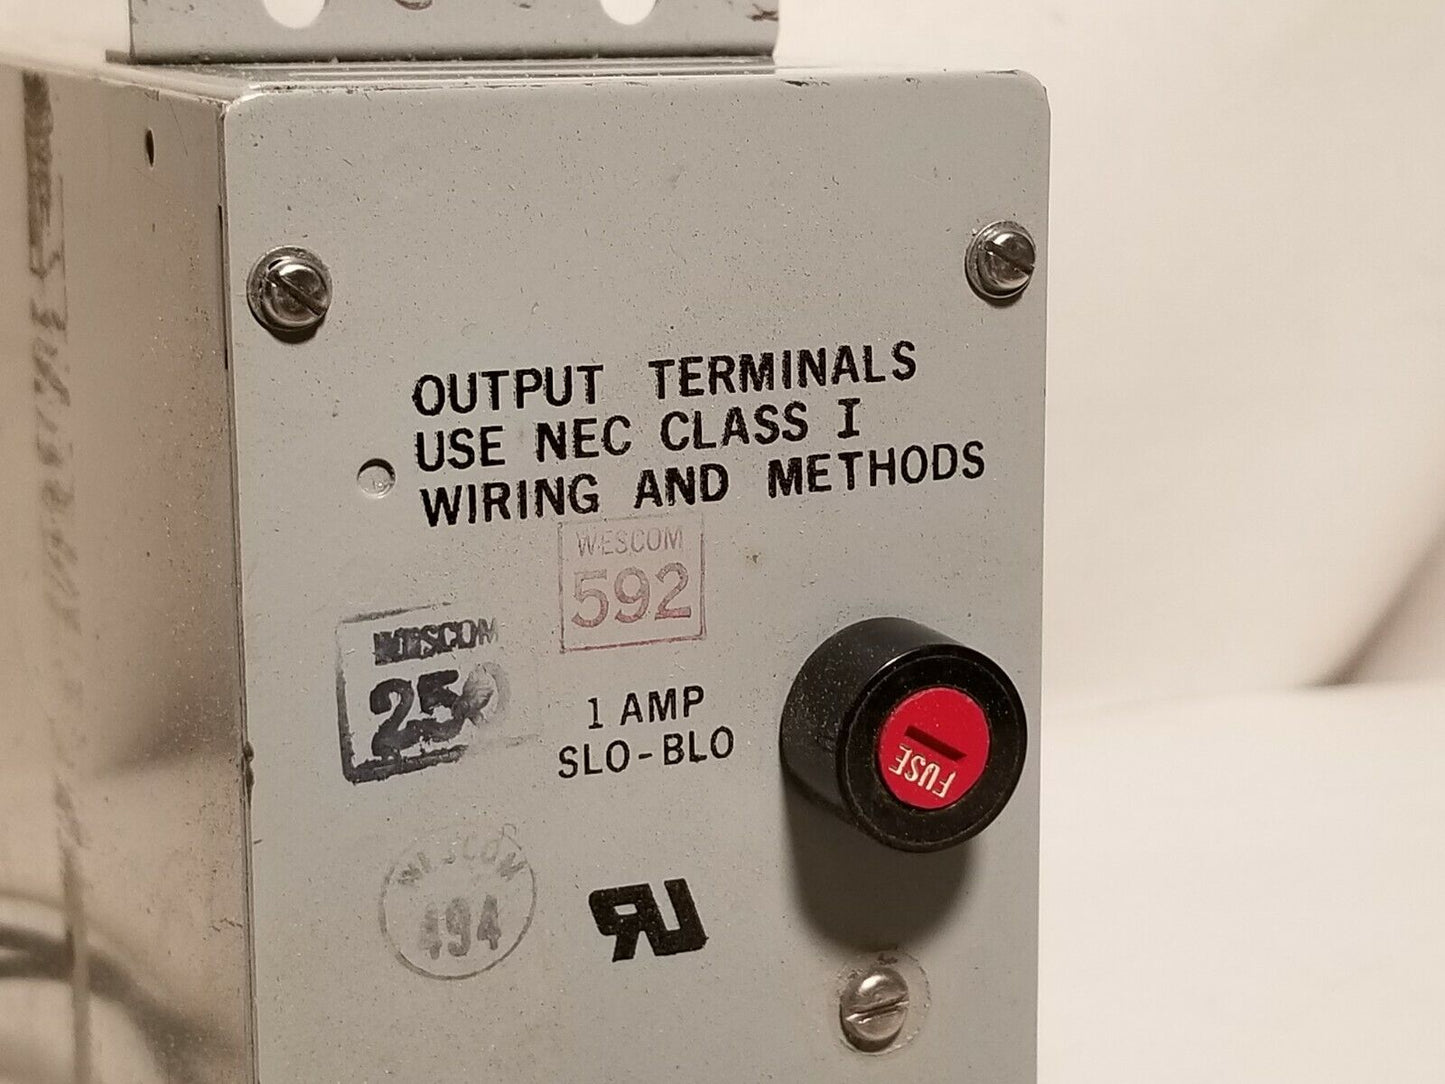 OUTPUT TERMINALS
USE NEC CLASS I
WIRING AND METHODS
WESCOM
592
WESCOM
25
1 AMP
SLO-BLO
FUSE
WESCOM
494